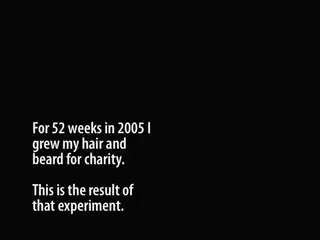 For 52 weeks in 2005 I
grew my hair and
beard for charity.
This is the result of
that experiment.